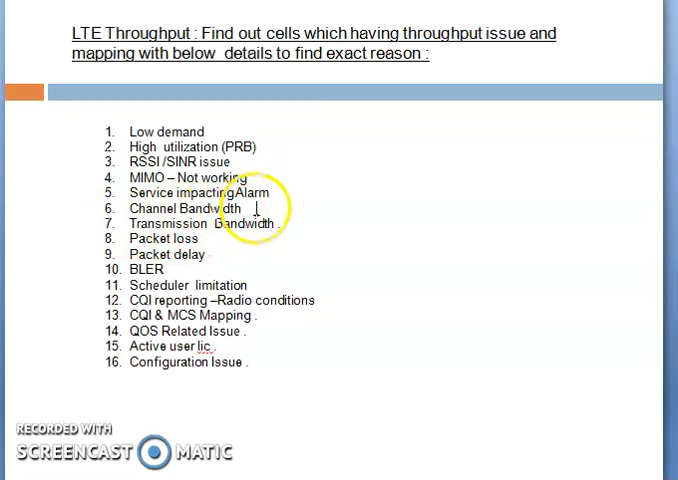 LTE Throughput : Find out cells which having throughput issue and
mapping with below details to find exact reason :
1. Low demand
2. High utilization (PRB)
3. RSSI /SINR issue
4. MIMO – Not working
5. Service impactingAlarm
6. Channel Bandwidth
7. Transmission Bandwidth .
8. Packet loss
9. Packet delay
10. BLER
11. Scheduler limitation
12. CQI reporting –Radio conditions
13. CQI & MCS Mapping .
14. QOS Related Issue .
15. Active user lic .
16. Configuration Issue .
RECORDED WITH
SCREENCAST MATIC